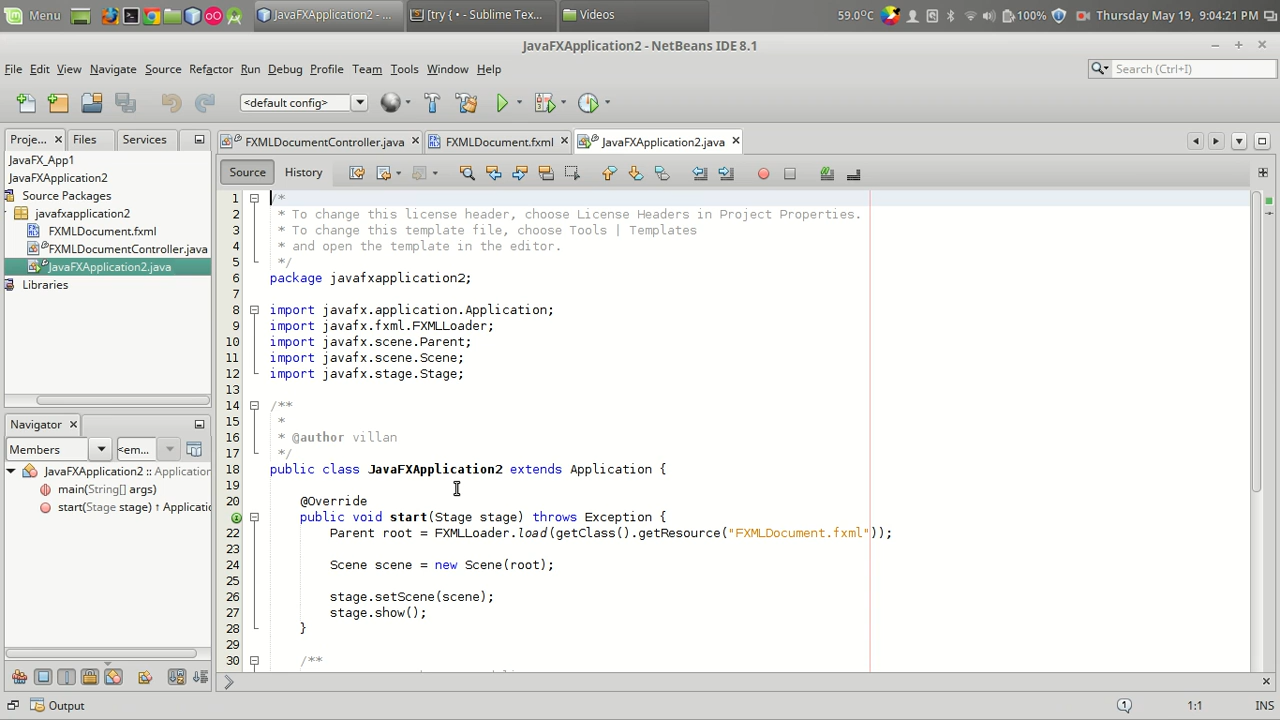 Menu
JavaFXApplication2 - ...
[try { • - Sublime Tex...
Videos
59.0°C
100%
Thursday May 19, 9:04:21 PM
JavaFXApplication2 - NetBeans IDE 8.1
File Edit View Navigate Source Refactor Run Debug Profile Team Tools Window Help
Search (Ctrl+I)
<default config>
Proje... Files Services
FXMLDocumentController.java FXMLDocument.fxml JavaFXApplication2.java
Source History
JavaFX_App1
JavaFXApplication2
Source Packages
javafxapplication2
FXMLDocument.fxml
FXMLDocumentController.java
JavaFXApplication2.java
Libraries
Navigator
Members <em...
JavaFXApplication2 :: Application
main(String[] args)
start(Stage stage) ↑ Applicatio
1 /*
2 * To change this license header, choose License Headers in Project Properties.
3 * To change this template file, choose Tools | Templates
4 * and open the template in the editor.
5 */
6 package javafxapplication2;
7
8 import javafx.application.Application;
9 import javafx.fxml.FXMLLoader;
10 import javafx.scene.Parent;
11 import javafx.scene.Scene;
12 import javafx.stage.Stage;
13
14 /**
15 *
16 * @author villan
17 */
18 public class JavaFXApplication2 extends Application {
19
20 @Override
public void start(Stage stage) throws Exception {
22 Parent root = FXMLLoader.load(getClass().getResource("FXMLDocument.fxml"));
23
24 Scene scene = new Scene(root);
25
26 stage.setScene(scene);
27 stage.show();
28 }
29
30 /**
Output
1
1:1
INS